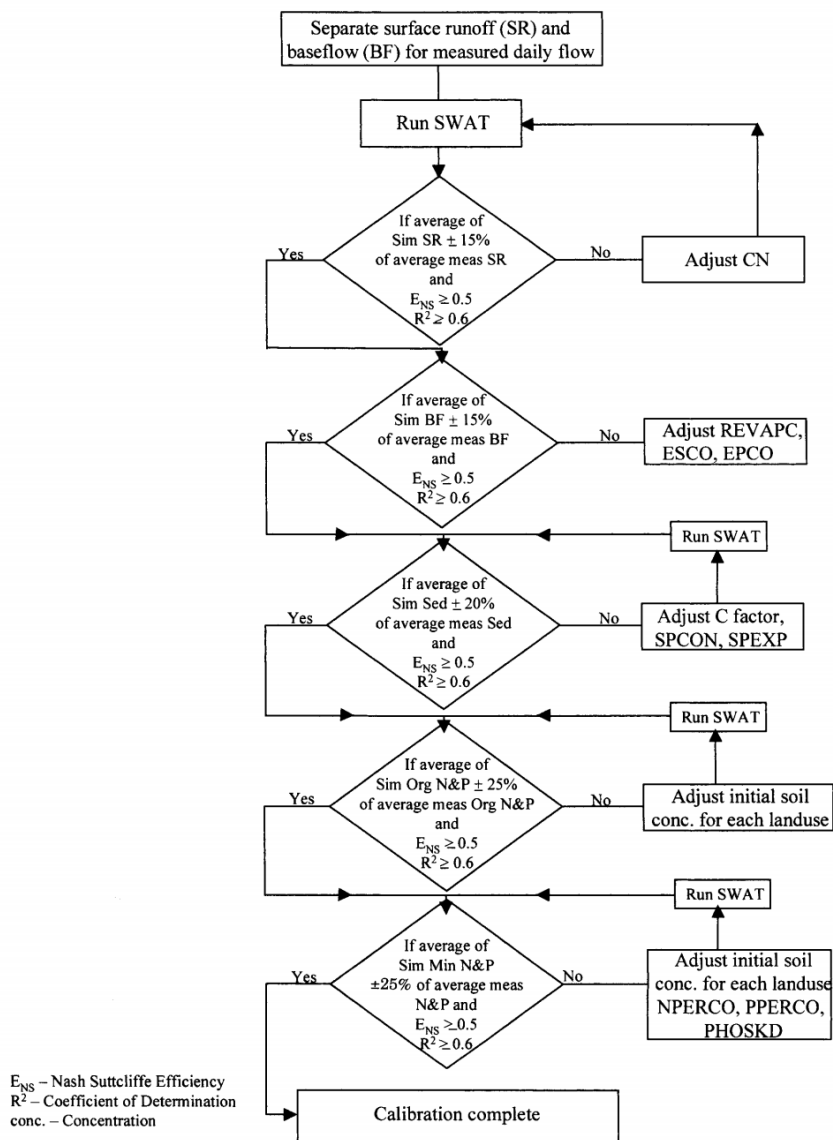 Separate surface runoff (SR) and
baseflow (BF) for measured daily flow
Run SWAT
If average of
Sim SR ± 15%
of average meas SR
and
E_NS ≥ 0.5
R² ≥ 0.6
Yes
No
Adjust CN
If average of
Sim BF ± 15%
of average meas BF
and
E_NS ≥ 0.5
R² ≥ 0.6
Yes
No
Adjust REVAPC,
ESCO, EPCO
Run SWAT
If average of
Sim Sed ± 20%
of average meas Sed
and
E_NS ≥ 0.5
R² ≥ 0.6
Yes
No
Adjust C factor,
SPCON, SPEXP
Run SWAT
If average of
Sim Org N&P ± 25%
of average meas Org N&P
and
E_NS ≥ 0.5
R² ≥ 0.6
Yes
No
Adjust initial soil
conc. for each landuse
Run SWAT
If average of
Sim Min N&P
±25% of average meas
N&P and
E_NS ≥ 0.5
R² ≥ 0.6
Yes
No
Adjust initial soil
conc. for each landuse
NPERCO, PPERCO,
PHOSKD
E_NS – Nash Suttcliffe Efficiency
R² – Coefficient of Determination
conc. – Concentration
Calibration complete